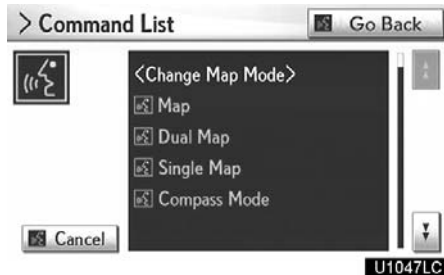 > Command List
Go Back
<Change Map Mode>
Map
Dual Map
Single Map
Compass Mode
Cancel
U1047LC